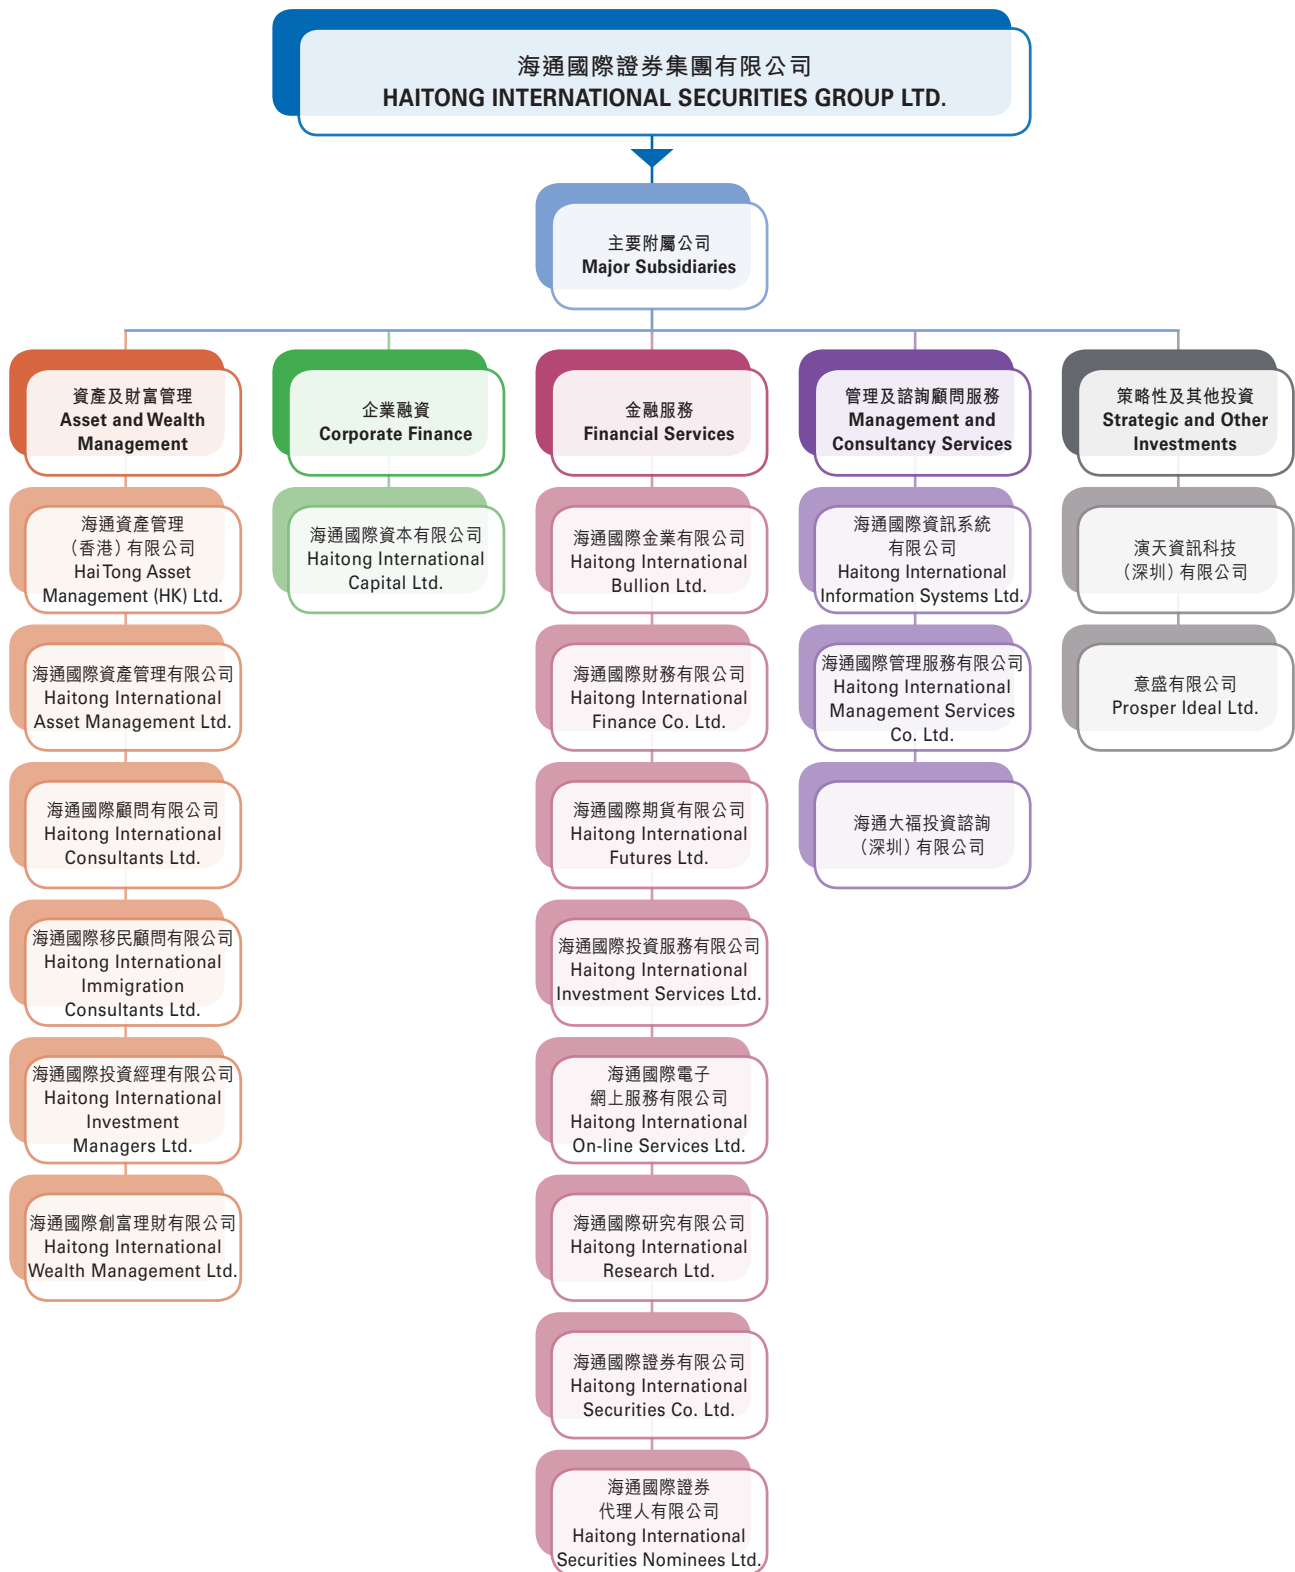 海通國際證券集團有限公司
HAITONG INTERNATIONAL SECURITIES GROUP LTD.
主要附屬公司
Major Subsidiaries
資產及財富管理
Asset and Wealth
Management
海通資產管理
（香港）有限公司
HaiTong Asset
Management (HK) Ltd.
海通國際資產管理有限公司
Haitong International
Asset Management Ltd.
海通國際顧問有限公司
Haitong International
Consultants Ltd.
海通國際移民顧問有限公司
Haitong International
Immigration
Consultants Ltd.
海通國際投資經理有限公司
Haitong International
Investment
Managers Ltd.
海通國際創富理財有限公司
Haitong International
Wealth Management Ltd.
企業融資
Corporate Finance
海通國際資本有限公司
Haitong International
Capital Ltd.
金融服務
Financial Services
海通國際金業有限公司
Haitong International
Bullion Ltd.
海通國際財務有限公司
Haitong International
Finance Co. Ltd.
海通國際期貨有限公司
Haitong International
Futures Ltd.
海通國際投資服務有限公司
Haitong International
Investment Services Ltd.
海通國際電子
網上服務有限公司
Haitong International
On-line Services Ltd.
海通國際研究有限公司
Haitong International
Research Ltd.
海通國際證券有限公司
Haitong International
Securities Co. Ltd.
海通國際證券
代理人有限公司
Haitong International
Securities Nominees Ltd.
管理及諮詢顧問服務
Management and
Consultancy Services
海通國際資訊系統
有限公司
Haitong International
Information Systems Ltd.
海通國際管理服務有限公司
Haitong International
Management Services
Co. Ltd.
海通大福投資諮詢
（深圳）有限公司
策略性及其他投資
Strategic and Other
Investments
演天資訊科技
（深圳）有限公司
意盛有限公司
Prosper Ideal Ltd.